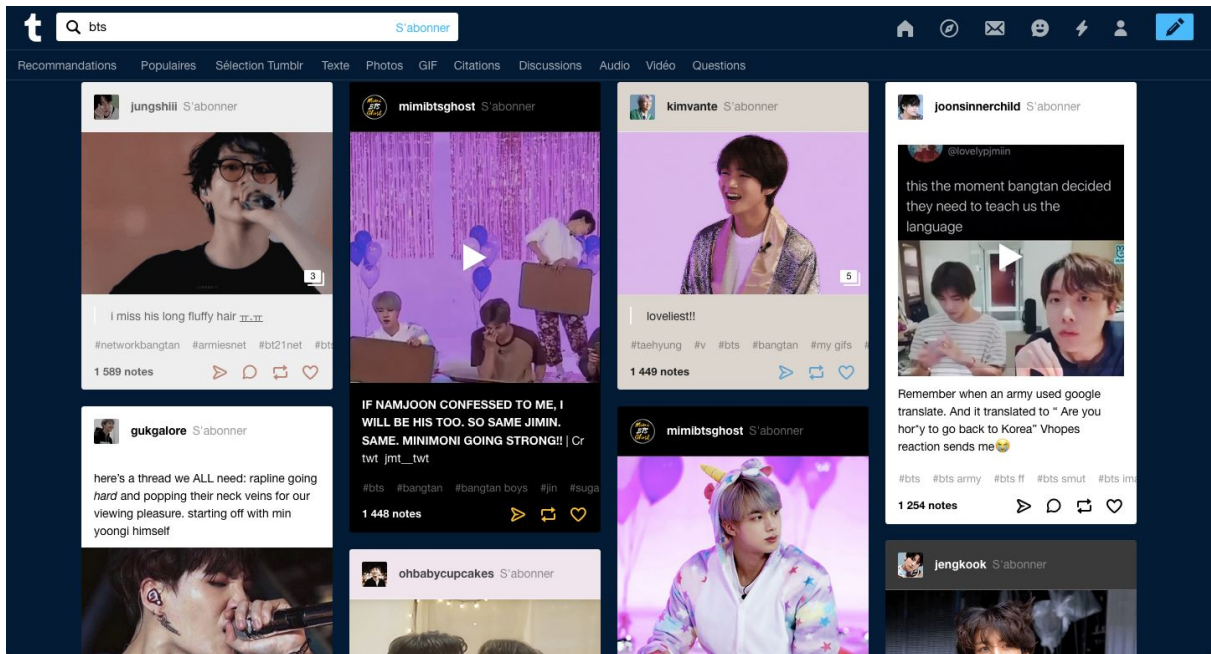 t
bts
S'abonner
Recommandations Populaires Sélection Tumblr Texte Photos GIF Citations Discussions Audio Vidéo Questions
jungshiii S'abonner
3
i miss his long fluffy hair ㅠ.ㅠ
#networkbangtan #armiesnet #bt21net #bts
1 589 notes
gukgalore S'abonner
here's a thread we ALL need: rapline going
hard and popping their neck veins for our
viewing pleasure. starting off with min
yoongi himself
mimibtsghost S'abonner
IF NAMJOON CONFESSED TO ME, I
WILL BE HIS TOO. SO SAME JIMIN.
SAME. MINIMONI GOING STRONG!! | Cr
twt jmt__twt
#bts #bangtan #bangtan boys #jin #suga
1 448 notes
ohbabycupcakes S'abonner
kimvante S'abonner
5
loveliest!!
#taehyung #v #bts #bangtan #my gifs #
1 449 notes
mimibtsghost S'abonner
joonsinnerchild S'abonner
@lovelypjmiin
this the moment bangtan decided
they need to teach us the
language
Remember when an army used google
translate. And it translated to “ Are you
hor*y to go back to Korea” Vhopes
reaction sends me😂
#bts #bts army #bts ff #bts smut #bts ima
1 254 notes
jengkook S'abonner